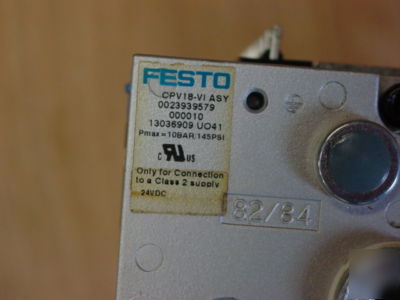 FESTO
CPV18-VI ASY
0023939579
000010
13036909 UO41
Pmax=10BAR/145PSI
c RU US
Only for Connection
to a Class 2 supply
24VDC
82/84